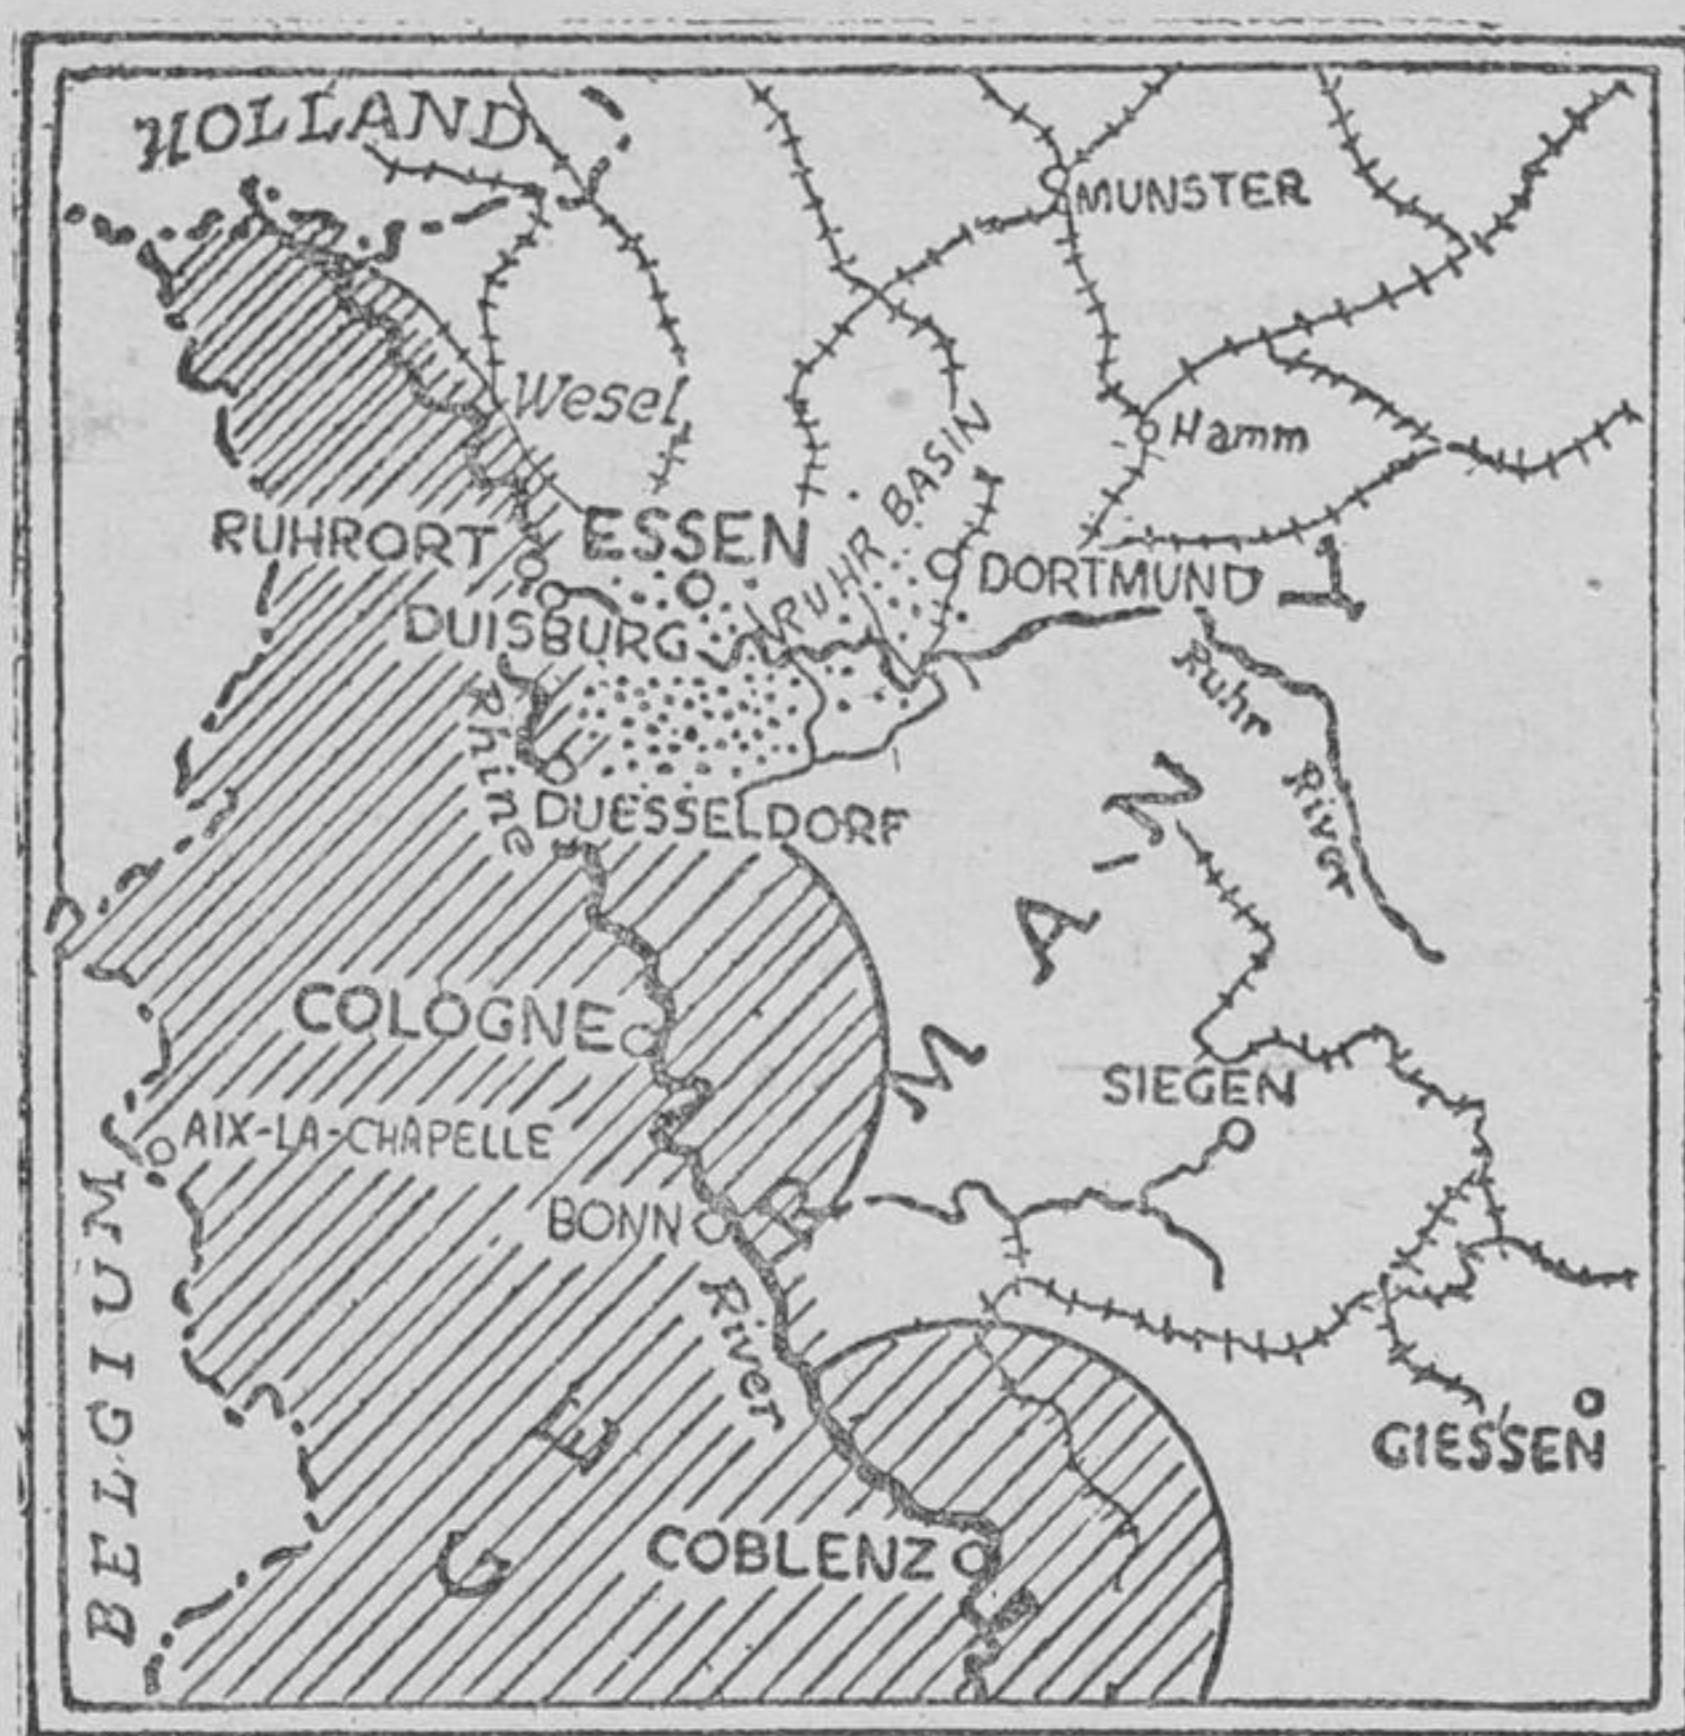 HOLLAND
MUNSTER
Wesel
Hamm
RUHR BASIN
RUHRORT
ESSEN
DORTMUND
DUISBURG
Ruhr
River
Rhine
DUESSELDORF
COLOGNE
SIEGEN
AIX-LA-CHAPELLE
BONN
River
BELGIUM
GERMANY
GIESSEN
COBLENZ